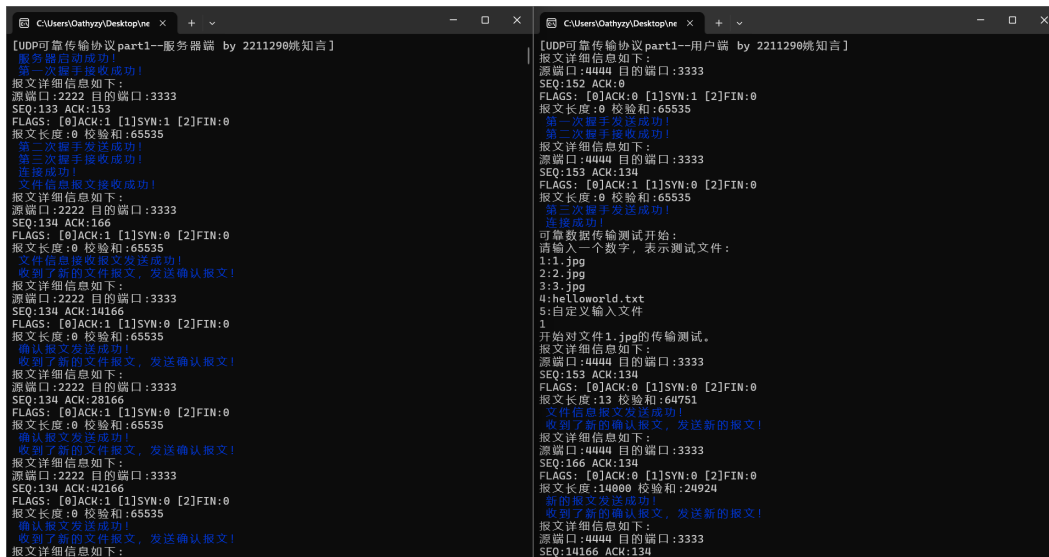 C:\Users\Oathyzy\Desktop\ne
[UDP可靠传输协议part1--服务器端 by 2211290姚知言]
服务器启动成功!
第一次握手接收成功!
报文详细信息如下:
源端口:2222 目的端口:3333
SEQ:133 ACK:153
FLAGS: [0]ACK:1 [1]SYN:1 [2]FIN:0
报文长度:0 校验和:65535
第二次握手发送成功!
第三次握手接收成功!
连接成功!
文件信息报文接收成功!
报文详细信息如下:
源端口:2222 目的端口:3333
SEQ:134 ACK:166
FLAGS: [0]ACK:1 [1]SYN:0 [2]FIN:0
报文长度:0 校验和:65535
文件信息接收报文发送成功!
收到了新的文件报文, 发送确认报文!
报文详细信息如下:
源端口:2222 目的端口:3333
SEQ:134 ACK:14166
FLAGS: [0]ACK:1 [1]SYN:0 [2]FIN:0
报文长度:0 校验和:65535
确认报文发送成功!
收到了新的文件报文, 发送确认报文!
报文详细信息如下:
源端口:2222 目的端口:3333
SEQ:134 ACK:28166
FLAGS: [0]ACK:1 [1]SYN:0 [2]FIN:0
报文长度:0 校验和:65535
确认报文发送成功!
收到了新的文件报文, 发送确认报文!
报文详细信息如下:
源端口:2222 目的端口:3333
SEQ:134 ACK:42166
FLAGS: [0]ACK:1 [1]SYN:0 [2]FIN:0
报文长度:0 校验和:65535
确认报文发送成功!
收到了新的文件报文, 发送确认报文!
报文详细信息如下:
C:\Users\Oathyzy\Desktop\ne
[UDP可靠传输协议part1--用户端 by 2211290姚知言]
报文详细信息如下:
源端口:4444 目的端口:3333
SEQ:152 ACK:0
FLAGS: [0]ACK:0 [1]SYN:1 [2]FIN:0
报文长度:0 校验和:65535
第一次握手发送成功!
第二次握手接收成功!
报文详细信息如下:
源端口:4444 目的端口:3333
SEQ:153 ACK:134
FLAGS: [0]ACK:1 [1]SYN:0 [2]FIN:0
报文长度:0 校验和:65535
第三次握手发送成功!
连接成功!
可靠数据传输测试开始:
请输入一个数字, 表示测试文件:
1:1.jpg
2:2.jpg
3:3.jpg
4:helloworld.txt
5:自定义输入文件
1
开始对文件1.jpg的传输测试。
报文详细信息如下:
源端口:4444 目的端口:3333
SEQ:153 ACK:134
FLAGS: [0]ACK:0 [1]SYN:0 [2]FIN:0
报文长度:13 校验和:64751
文件信息报文发送成功!
收到了新的确认报文, 发送新的报文!
报文详细信息如下:
源端口:4444 目的端口:3333
SEQ:166 ACK:134
FLAGS: [0]ACK:0 [1]SYN:0 [2]FIN:0
报文长度:14000 校验和:24924
新的报文发送成功!
收到了新的确认报文, 发送新的报文!
报文详细信息如下:
源端口:4444 目的端口:3333
SEQ:14166 ACK:134